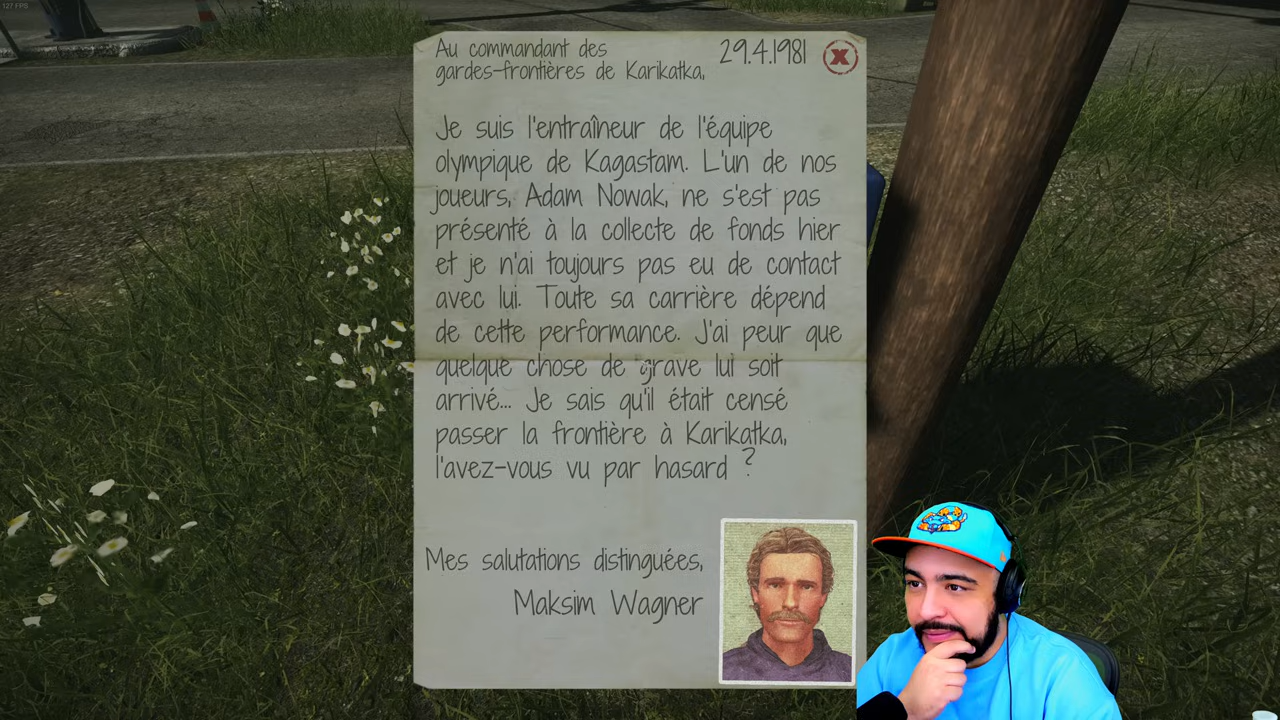 127 FPS
Au commandant des
gardes-frontières de Karikatka,
29.4.1981
X
Je suis l'entraîneur de l'équipe
olympique de Kagastam. L'un de nos
joueurs, Adam Nowak, ne s'est pas
présenté à la collecte de fonds hier
et je n'ai toujours pas eu de contact
avec lui. Toute sa carrière dépend
de cette performance. J'ai peur que
quelque chose de grave lui soit
arrivé... Je sais qu'il était censé
passer la frontière à Karikatka,
l'avez-vous vu par hasard ?
Mes salutations distinguées,
Maksim Wagner